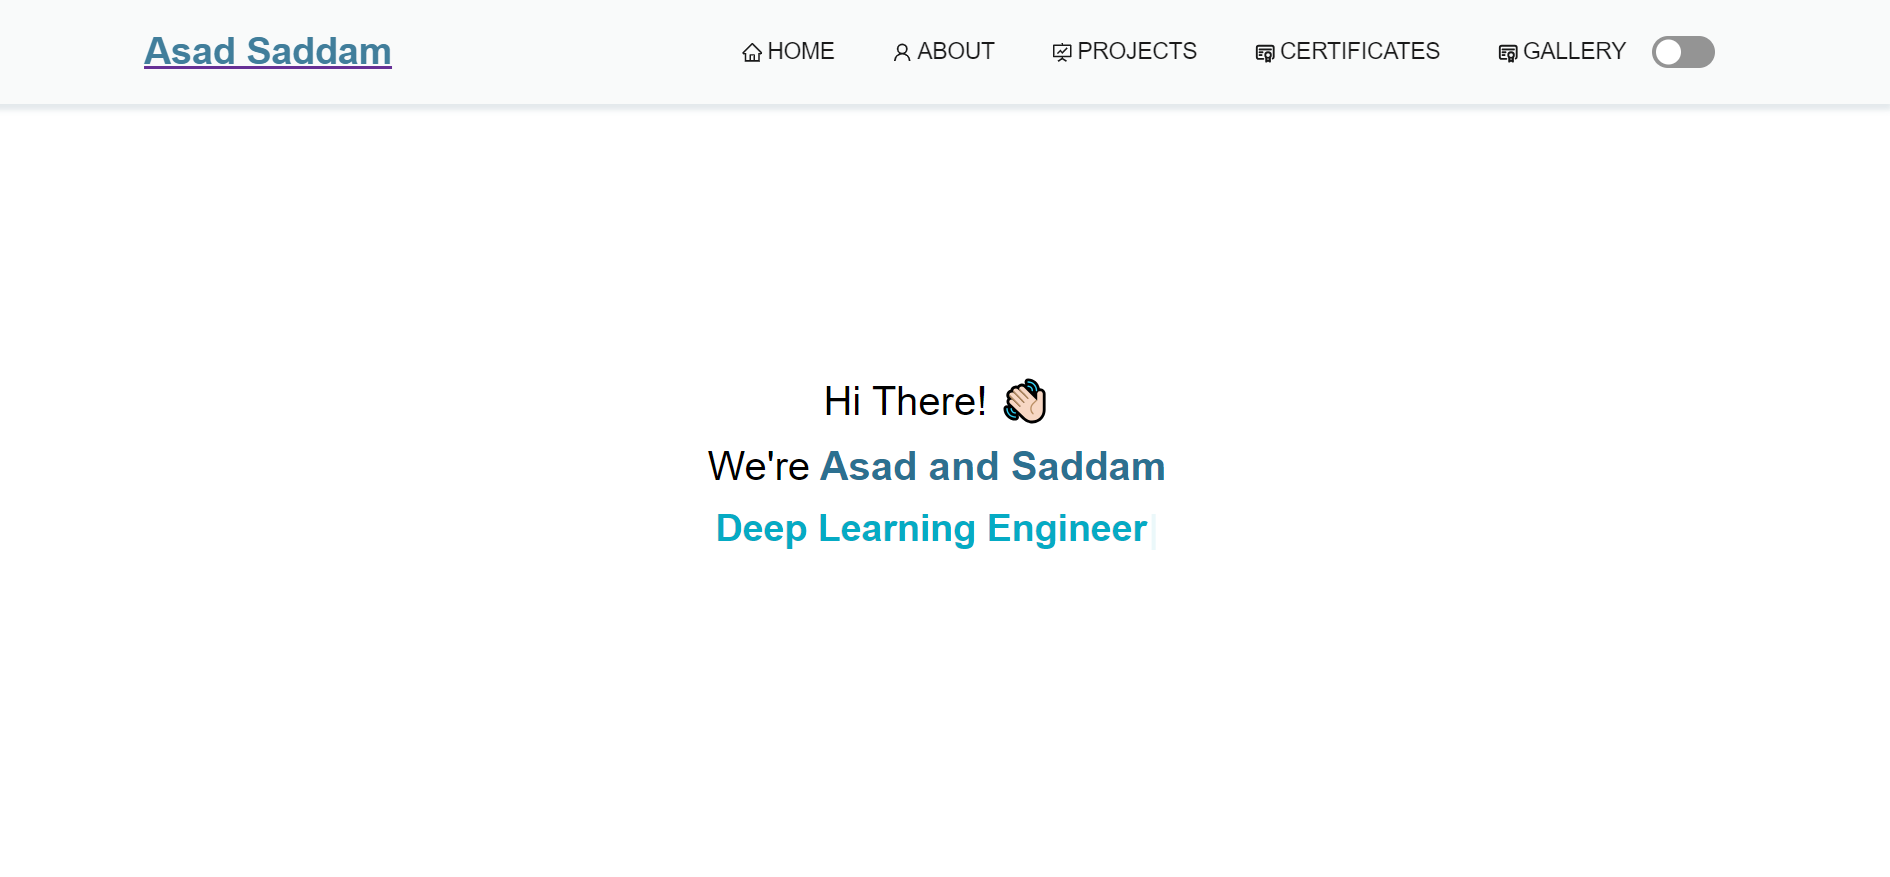 Asad Saddam
HOME ABOUT PROJECTS CERTIFICATES GALLERY
Hi There! 👋🏻
We're Asad and Saddam
Deep Learning Engineer|